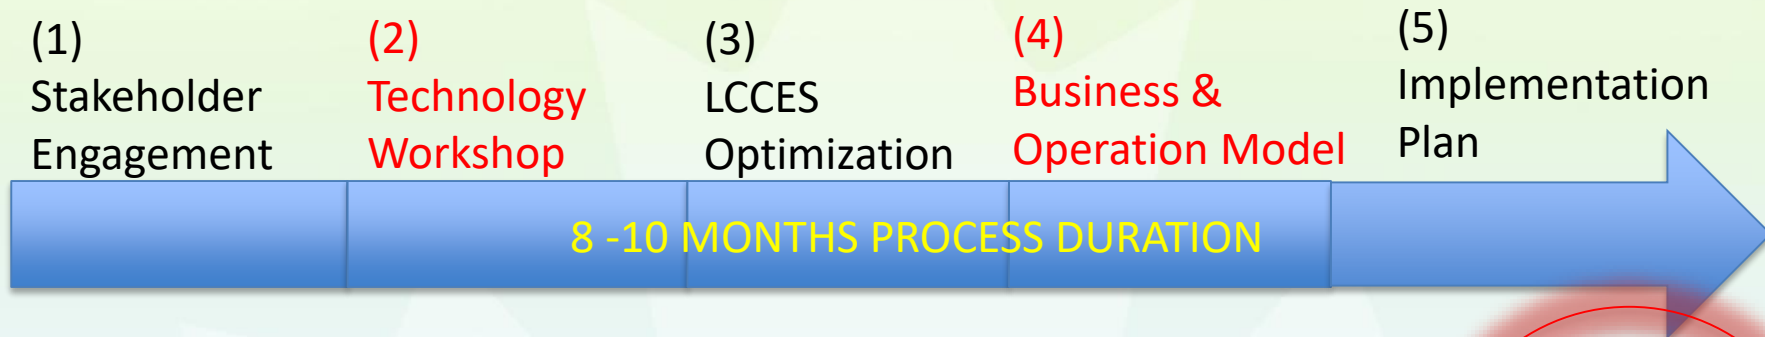 (1)
Stakeholder
Engagement
(2)
Technology
Workshop
(3)
LCCES
Optimization
(4)
Business &
Operation Model
(5)
Implementation
Plan
8 -10 MONTHS PROCESS DURATION